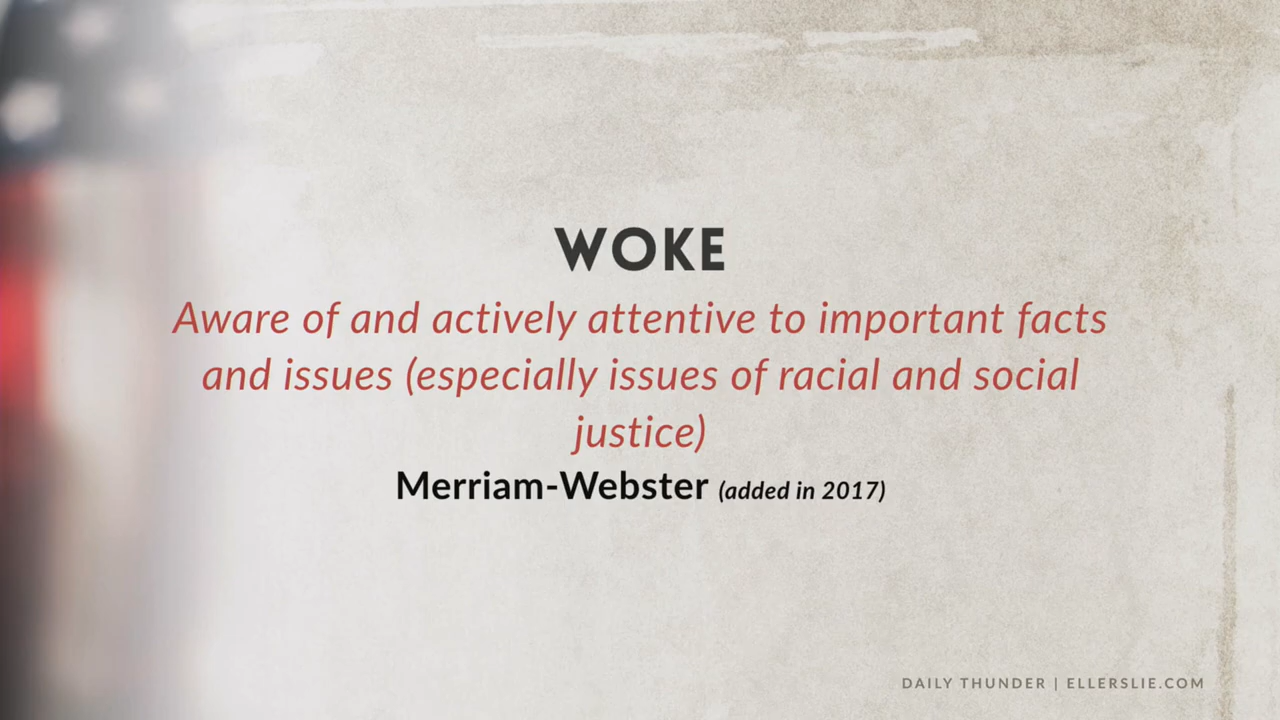 WOKE
Aware of and actively attentive to important facts
and issues (especially issues of racial and social
justice)
Merriam-Webster (added in 2017)
DAILY THUNDER | ELLERSLIE.COM